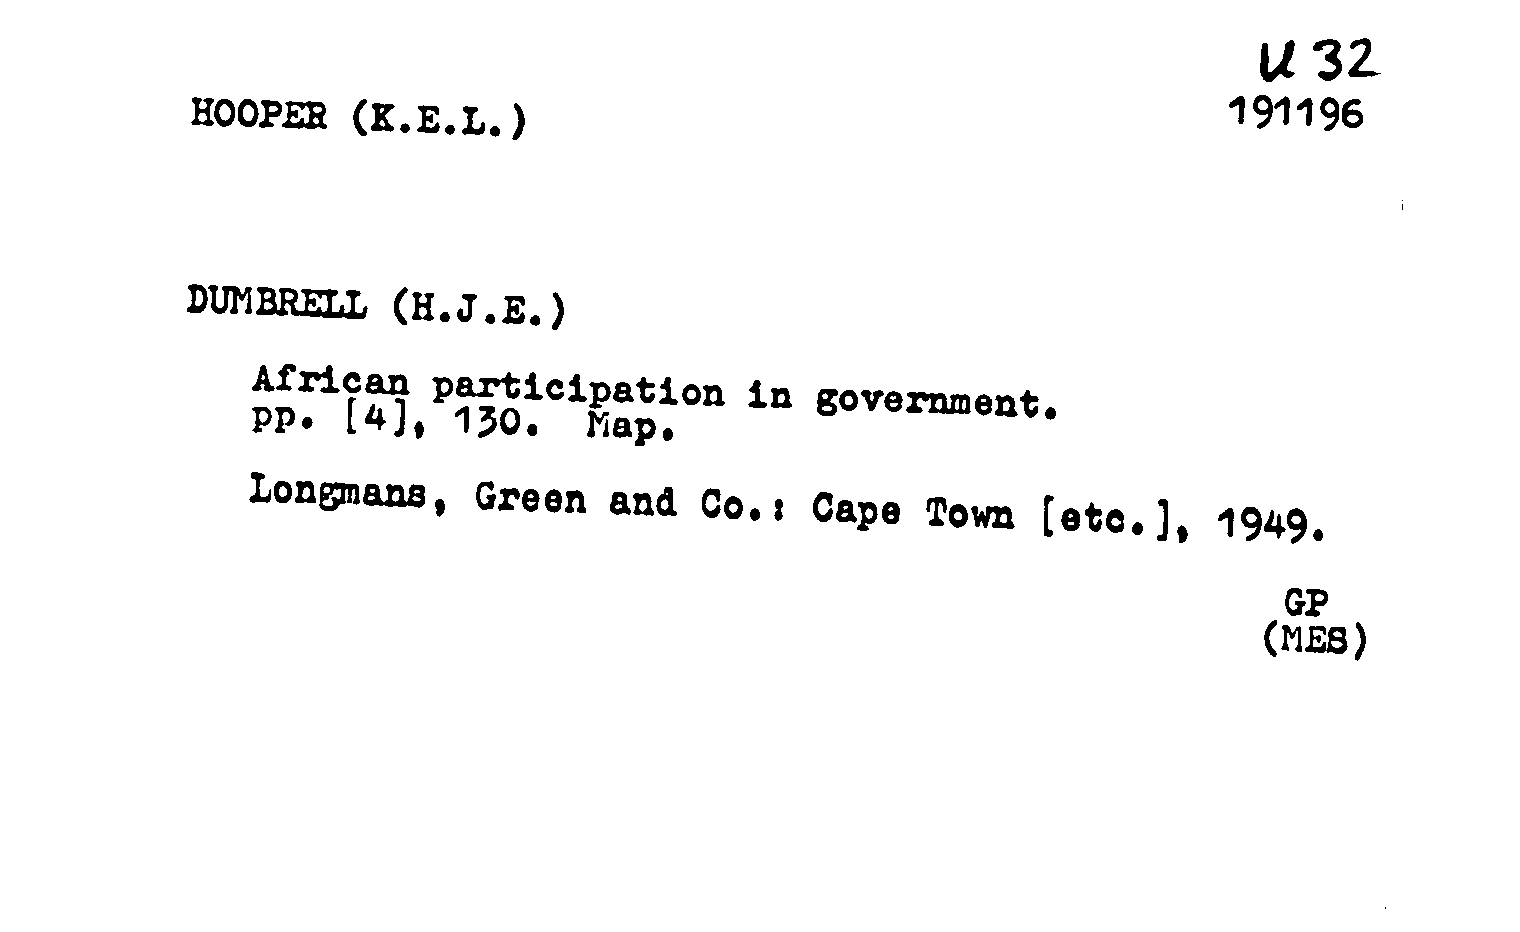 U 32
HOOPER (K.E.L.)
191196
DUMBRELL (H.J.E.)
African participation in government.
pp. [4], 130. Map.
Longmans, Green and Co.: Cape Town [etc.], 1949.
GP
(MES)